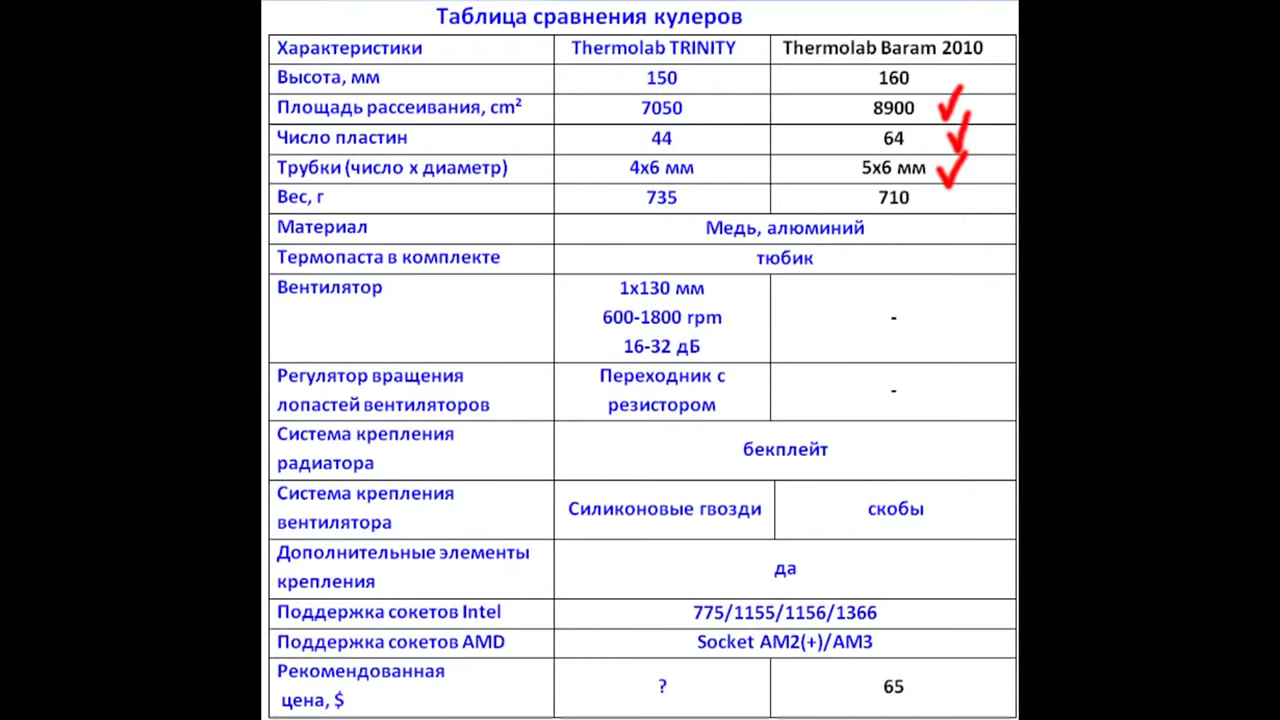 Таблица сравнения кулеров
Характеристики Thermolab TRINITY Thermolab Baram 2010
Высота, мм 150 160
Площадь рассеивания, cm² 7050 8900
Число пластин 44 64
Трубки (число х диаметр) 4х6 мм 5х6 мм
Вес, г 735 710
Материал Медь, алюминий
Термопаста в комплекте тюбик
Вентилятор 1х130 мм -
600-1800 rpm
16-32 дБ
Регулятор вращения Переходник с -
лопастей вентиляторов резистором
Система крепления бекплейт
радиатора
Система крепления Силиконовые гвозди скобы
вентилятора
Дополнительные элементы да
крепления
Поддержка сокетов Intel 775/1155/1156/1366
Поддержка сокетов AMD Socket AM2(+)/AM3
Рекомендованная ? 65
цена, $